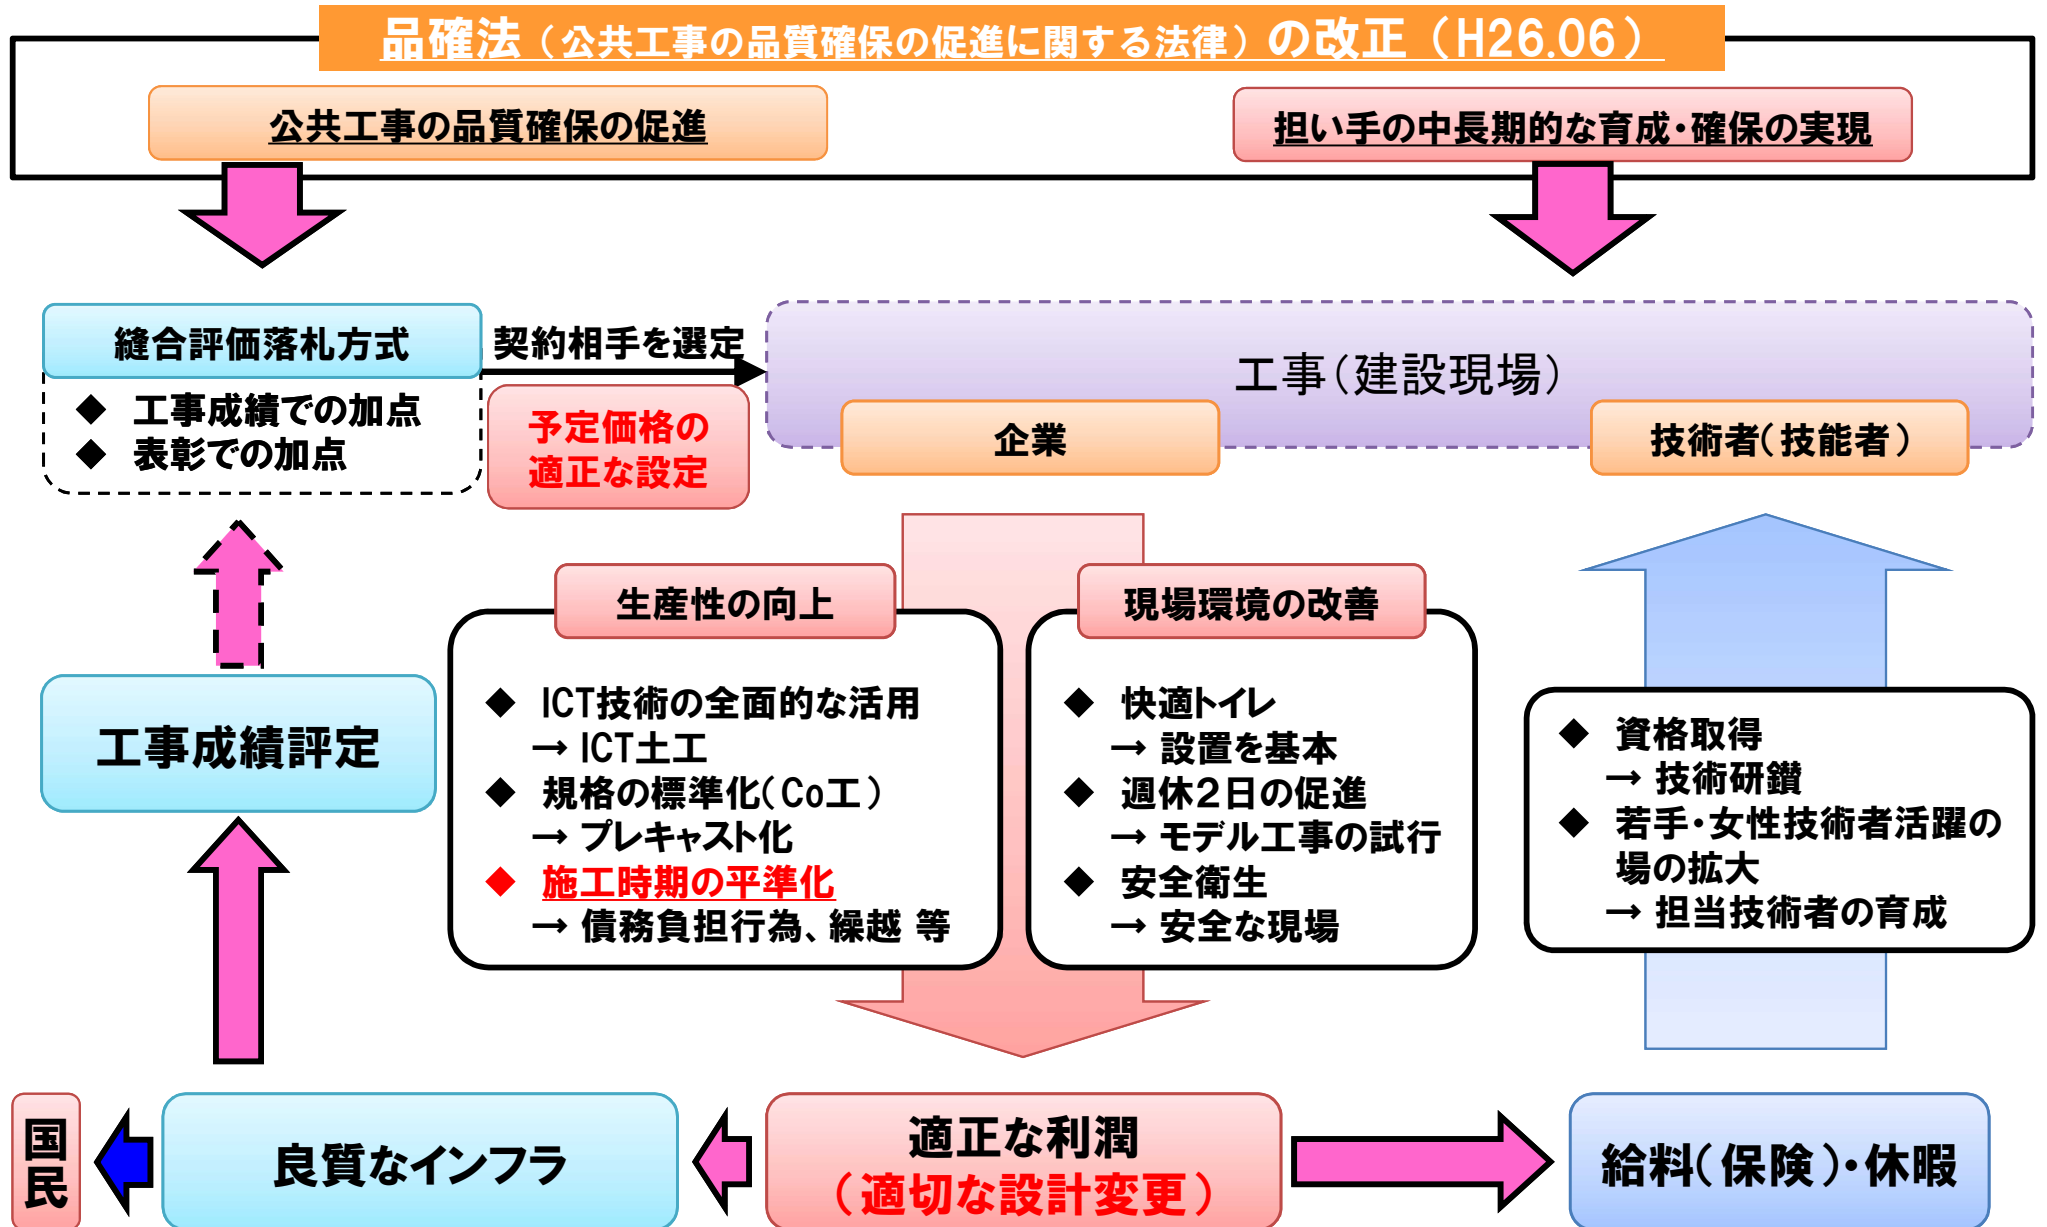 品確法（公共工事の品質確保の促進に関する法律）の改正（H26.06）
公共工事の品質確保の促進
担い手の中長期的な育成・確保の実現
縫合評価落札方式
◆ 工事成績での加点
◆ 表彰での加点
契約相手を選定
予定価格の
適正な設定
工事（建設現場）
企業
技術者（技能者）
生産性の向上
◆ ICT技術の全面的な活用
→ ICT土工
◆ 規格の標準化（Co工）
→ プレキャスト化
◆ 施工時期の平準化
→ 債務負担行為、繰越 等
現場環境の改善
◆ 快適トイレ
→ 設置を基本
◆ 週休２日の促進
→ モデル工事の試行
◆ 安全衛生
→ 安全な現場
◆ 資格取得
→ 技術研鑽
◆ 若手・女性技術者活躍の
場の拡大
→ 担当技術者の育成
工事成績評定
国民
良質なインフラ
適正な利潤
（適切な設計変更）
給料（保険）・休暇